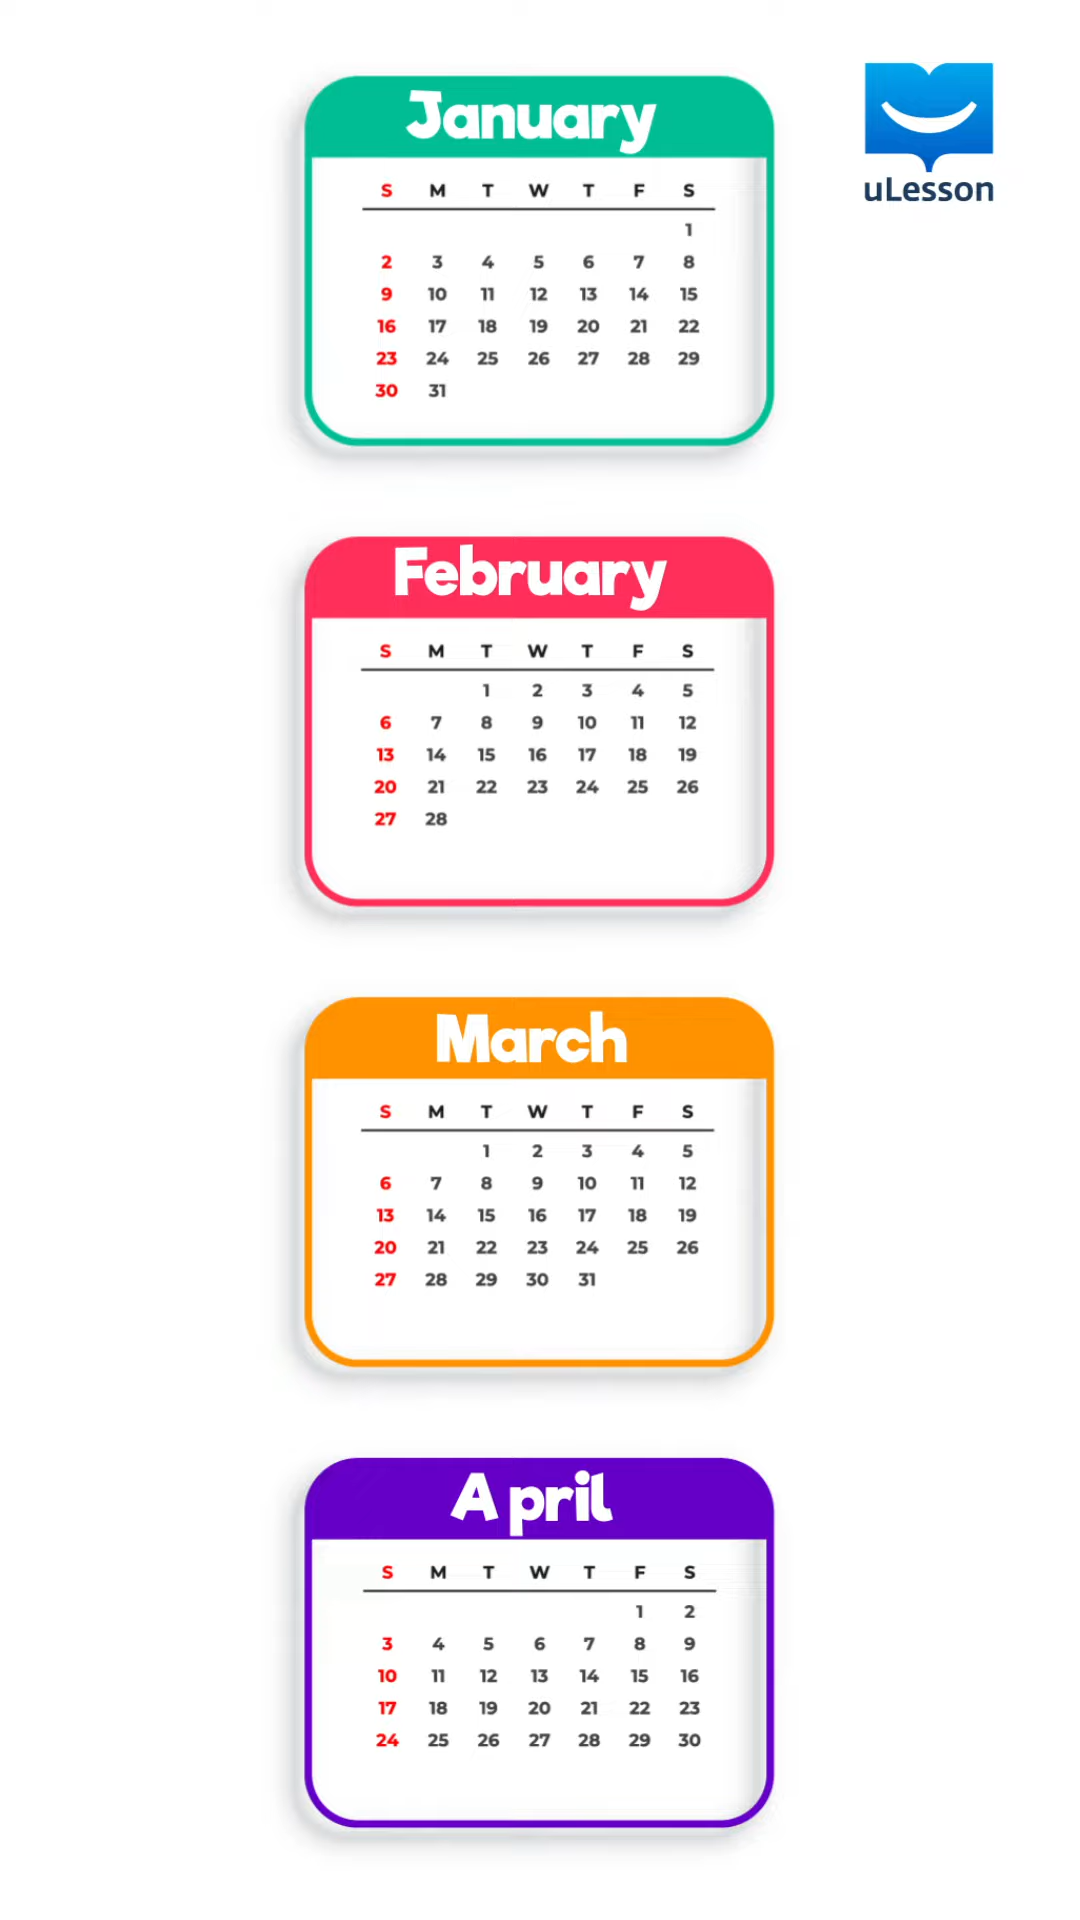 uLesson
January
S M T W T F S
1
2 3 4 5 6 7 8
9 10 11 12 13 14 15
16 17 18 19 20 21 22
23 24 25 26 27 28 29
30 31
February
S M T W T F S
1 2 3 4 5
6 7 8 9 10 11 12
13 14 15 16 17 18 19
20 21 22 23 24 25 26
27 28
March
S M T W T F S
1 2 3 4 5
6 7 8 9 10 11 12
13 14 15 16 17 18 19
20 21 22 23 24 25 26
27 28 29 30 31
April
S M T W T F S
1 2
3 4 5 6 7 8 9
10 11 12 13 14 15 16
17 18 19 20 21 22 23
24 25 26 27 28 29 30